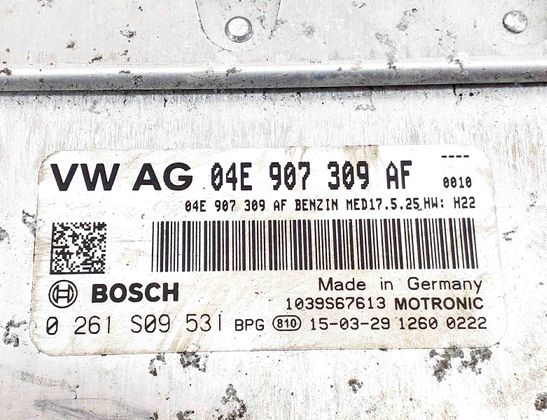 ----
VW AG 04E 907 309 AF 0010
04E 907 309 AF BENZIN MED17.5.25 HW: H22
Made in Germany
BOSCH 1039S67613 MOTRONIC
0 261 S09 531 BPG 810 15-03-29 1260 0222